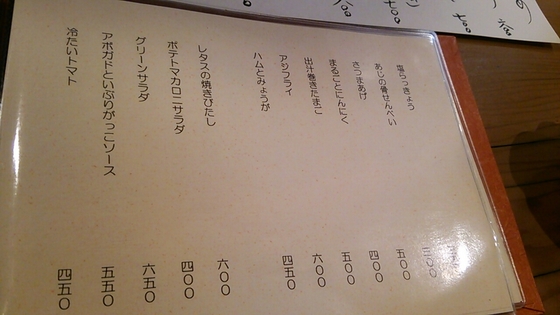 塩らっきょう
あじの骨せんべい 三〇〇
さつまあげ 五〇〇
まるごとにんにく 四〇〇
出汁巻きたまご 五〇〇
アジフライ 六〇〇
ハムとみょうが 四五〇
レタスの焼きびたし 六〇〇
ポテトマカロニサラダ 四〇〇
グリーンサラダ 六五〇
アボガドといぶりがっこソース 五五〇
冷たいトマト 四五〇